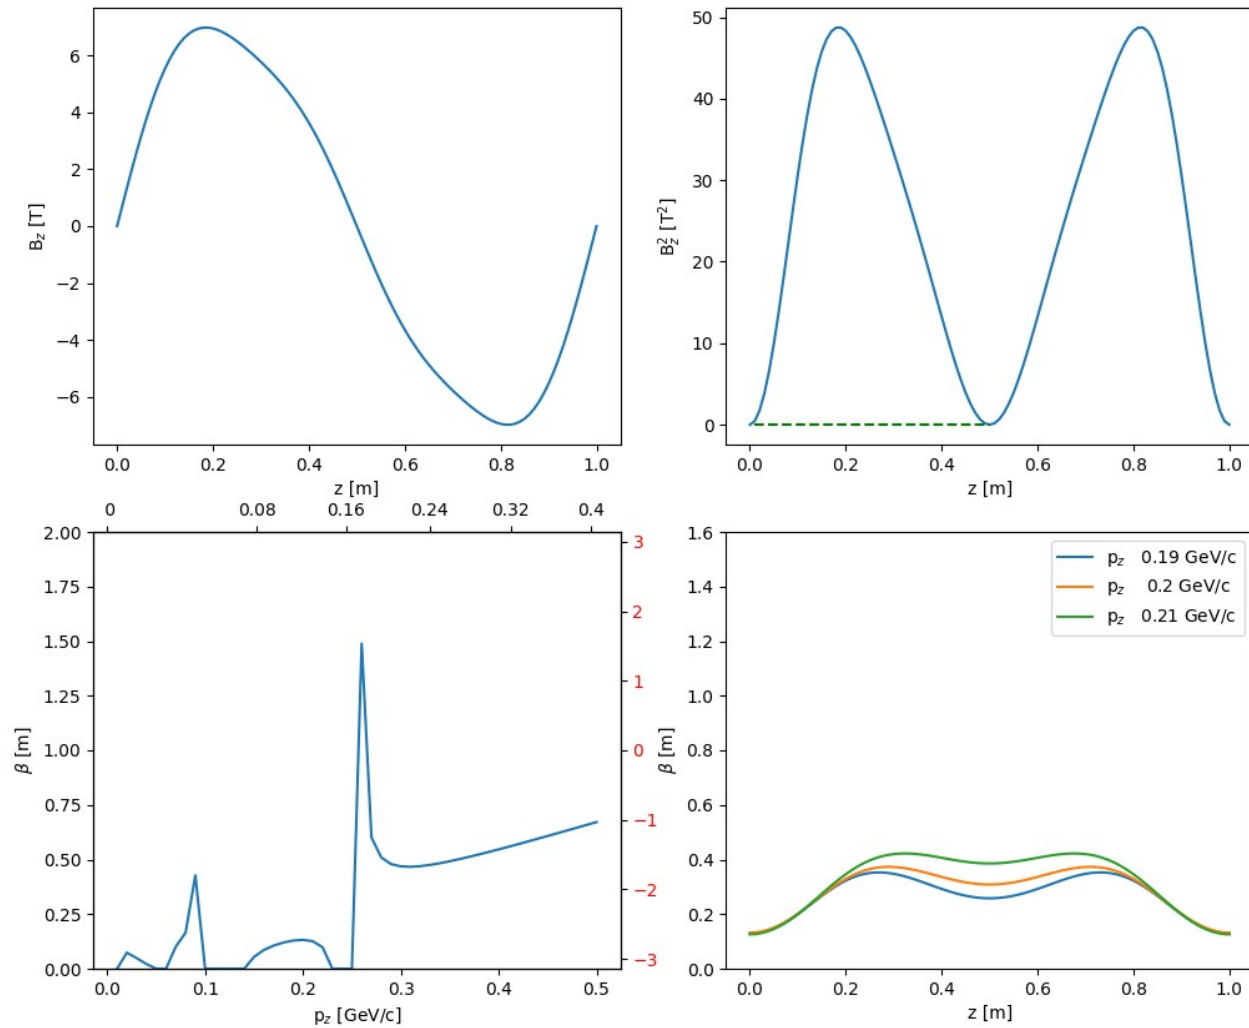 6
4
2
0
−2
−4
−6
B_z [T]
0.0 0.2 0.4 0.6 0.8 1.0
z [m]
50
40
30
20
10
0
B_z^2 [T^2]
0.0 0.2 0.4 0.6 0.8 1.0
z [m]
0 0.08 0.16 0.24 0.32 0.4
2.00
1.75
1.50
1.25
1.00
0.75
0.50
0.25
0.00
β [m]
3
2
1
0
−1
−2
−3
0.0 0.1 0.2 0.3 0.4 0.5
p_z [GeV/c]
1.6
1.4
1.2
1.0
0.8
0.6
0.4
0.2
0.0
β [m]
p_z 0.19 GeV/c
p_z 0.2 GeV/c
p_z 0.21 GeV/c
0.0 0.2 0.4 0.6 0.8 1.0
z [m]